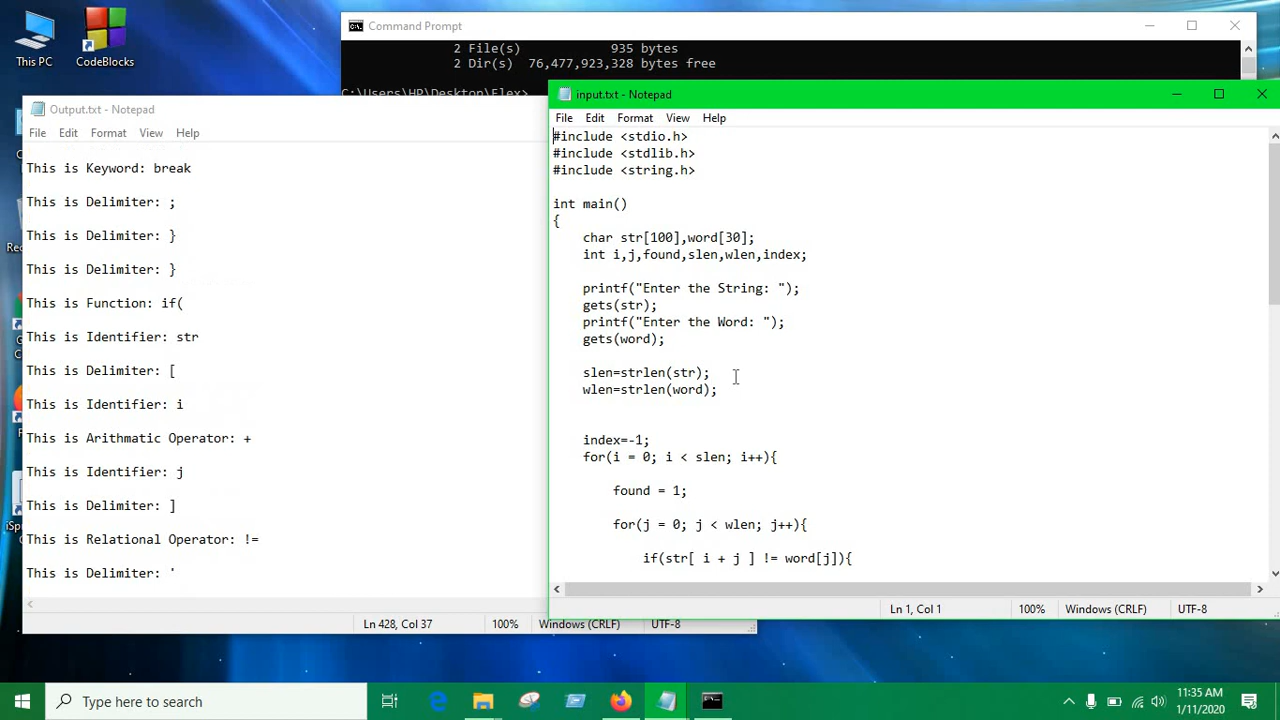 This PC
CodeBlocks
Command Prompt
2 File(s) 935 bytes
2 Dir(s) 76,477,923,328 bytes free
C:\Users\HP\Desktop\Flex>
Output.txt - Notepad
File Edit Format View Help
This is Keyword: break
This is Delimiter: ;
This is Delimiter: }
This is Delimiter: }
This is Function: if(
This is Identifier: str
This is Delimiter: [
This is Identifier: i
This is Arithmatic Operator: +
This is Identifier: j
This is Delimiter: ]
This is Relational Operator: !=
This is Delimiter: '
Ln 428, Col 37 100% Windows (CRLF) UTF-8
input.txt - Notepad
File Edit Format View Help
#include <stdio.h>
#include <stdlib.h>
#include <string.h>
int main()
{
char str[100],word[30];
int i,j,found,slen,wlen,index;
printf("Enter the String: ");
gets(str);
printf("Enter the Word: ");
gets(word);
slen=strlen(str);
wlen=strlen(word);
index=-1;
for(i = 0; i < slen; i++){
found = 1;
for(j = 0; j < wlen; j++){
if(str[ i + j ] != word[j]){
Ln 1, Col 1 100% Windows (CRLF) UTF-8
Type here to search
11:35 AM
1/11/2020